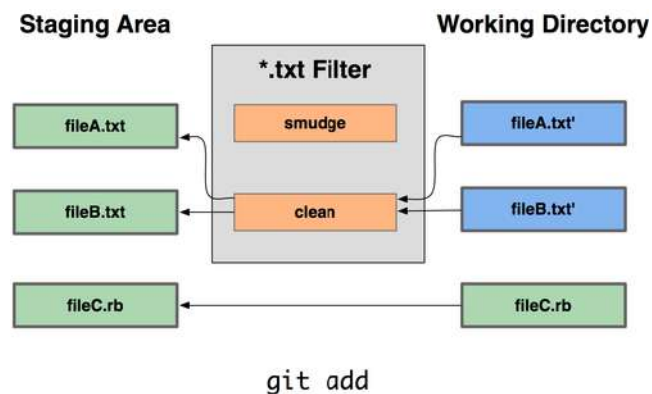 Staging Area
Working Directory
*.txt Filter
fileA.txt
smudge
fileA.txt'
fileB.txt
clean
fileB.txt'
fileC.rb
fileC.rb
git add